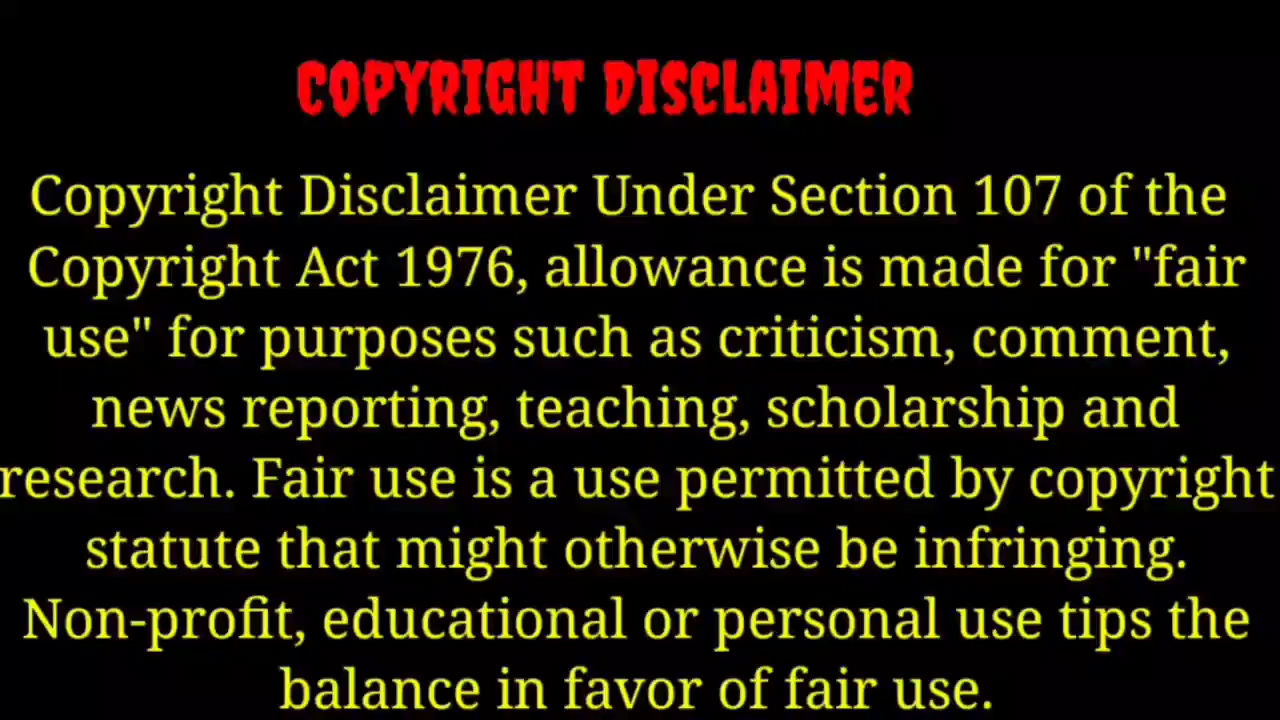 COPYRIGHT DISCLAIMER
Copyright Disclaimer Under Section 107 of the
Copyright Act 1976, allowance is made for "fair
use" for purposes such as criticism, comment,
news reporting, teaching, scholarship and
research. Fair use is a use permitted by copyright
statute that might otherwise be infringing.
Non-profit, educational or personal use tips the
balance in favor of fair use.